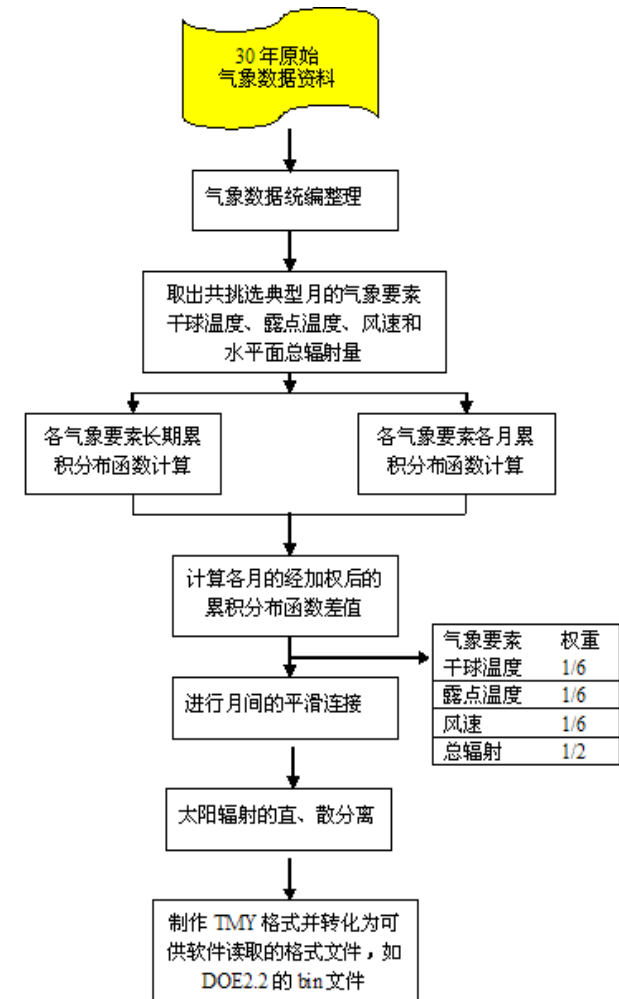 30 年原始
气象数据资料
气象数据统编整理
取出共挑选典型月的气象要素
干球温度、露点温度、风速和
水平面总辐射量
各气象要素长期累
积分布函数计算
各气象要素各月累
积分布函数计算
计算各月的经加权后的
累积分布函数差值
气象要素 权重
干球温度 1/6
露点温度 1/6
风速 1/6
总辐射 1/2
进行月间的平滑连接
太阳辐射的直、散分离
制作 TMY 格式并转化为可
供软件读取的格式文件，如
DOE2.2 的 bin 文件